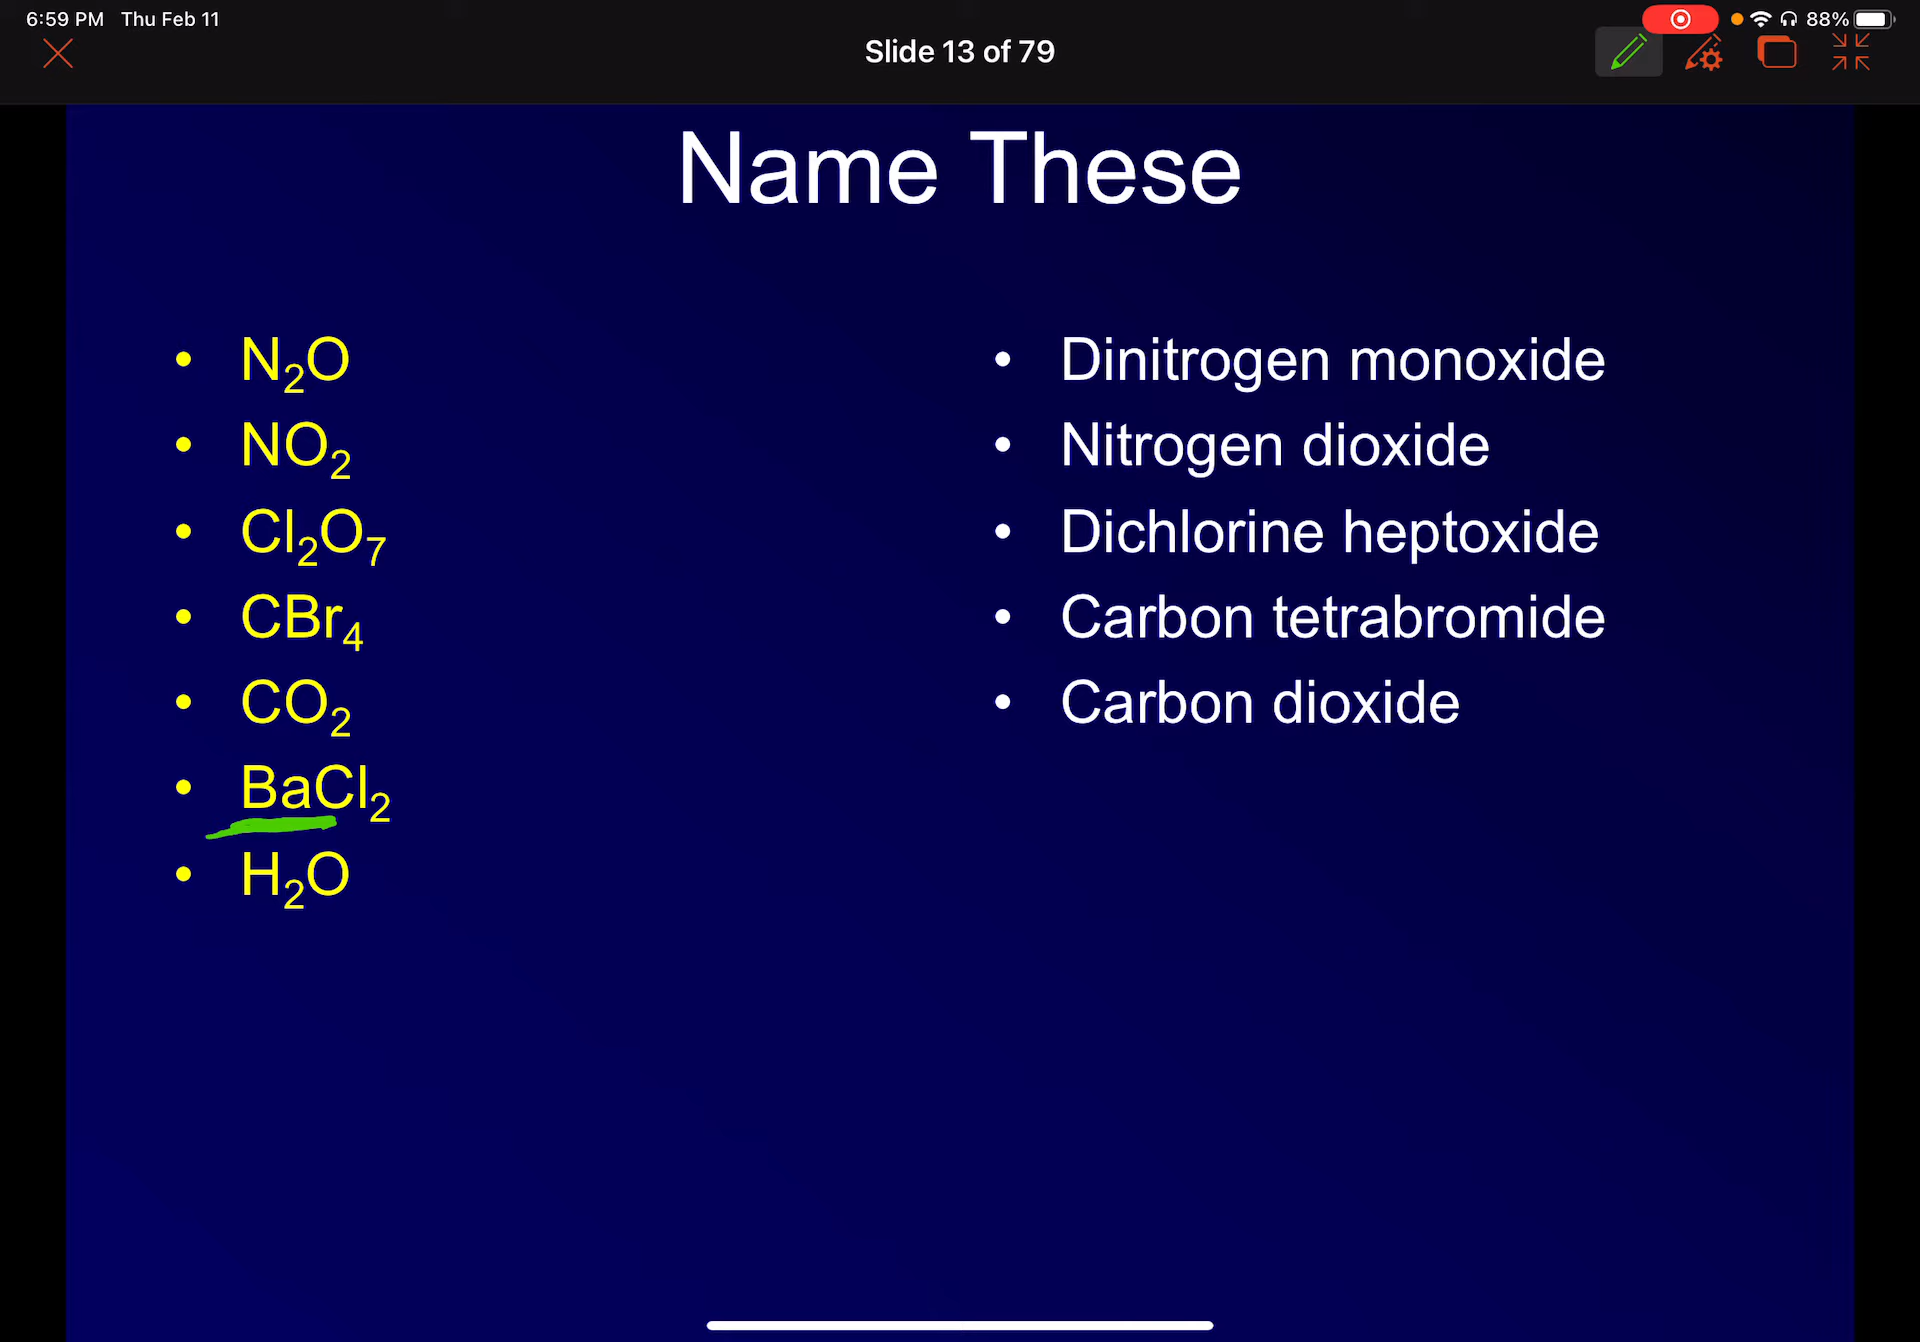 6:59 PM Thu Feb 11
88%
Slide 13 of 79
Name These
• N₂O
• NO₂
• Cl₂O₇
• CBr₄
• CO₂
• BaCl₂
• H₂O
• Dinitrogen monoxide
• Nitrogen dioxide
• Dichlorine heptoxide
• Carbon tetrabromide
• Carbon dioxide